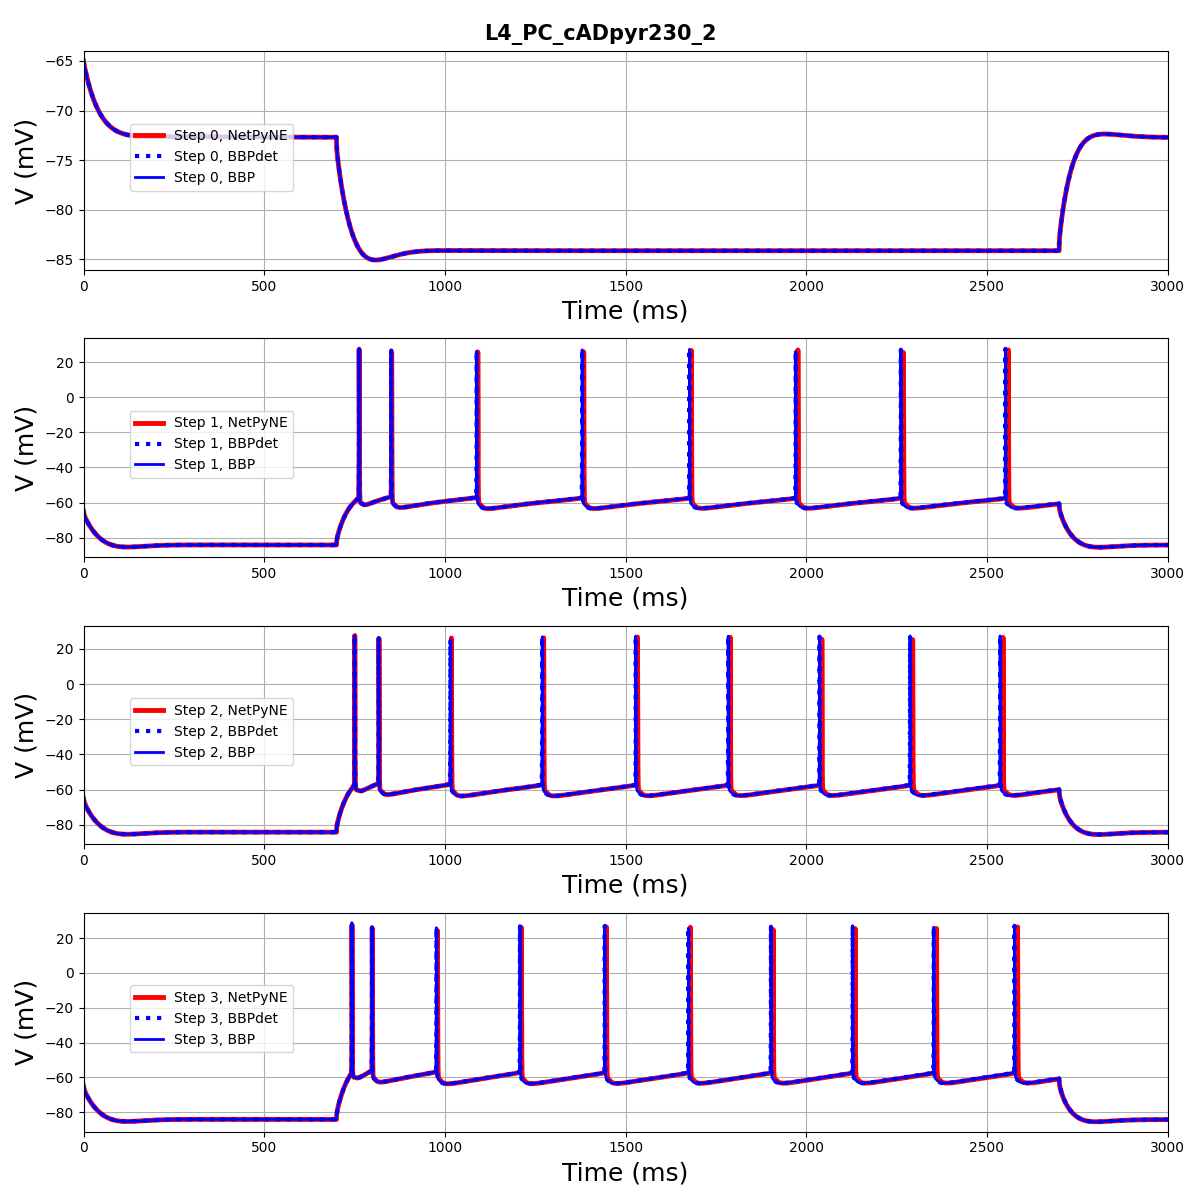 L4_PC_cADpyr230_2
−65
−70
−75
−80
−85
V (mV)
Step 0, NetPyNE
Step 0, BBPdet
Step 0, BBP
0 500 1000 1500 2000 2500 3000
Time (ms)
20
0
−20
−40
−60
−80
V (mV)
Step 1, NetPyNE
Step 1, BBPdet
Step 1, BBP
0 500 1000 1500 2000 2500 3000
Time (ms)
20
0
−20
−40
−60
−80
V (mV)
Step 2, NetPyNE
Step 2, BBPdet
Step 2, BBP
0 500 1000 1500 2000 2500 3000
Time (ms)
20
0
−20
−40
−60
−80
V (mV)
Step 3, NetPyNE
Step 3, BBPdet
Step 3, BBP
0 500 1000 1500 2000 2500 3000
Time (ms)